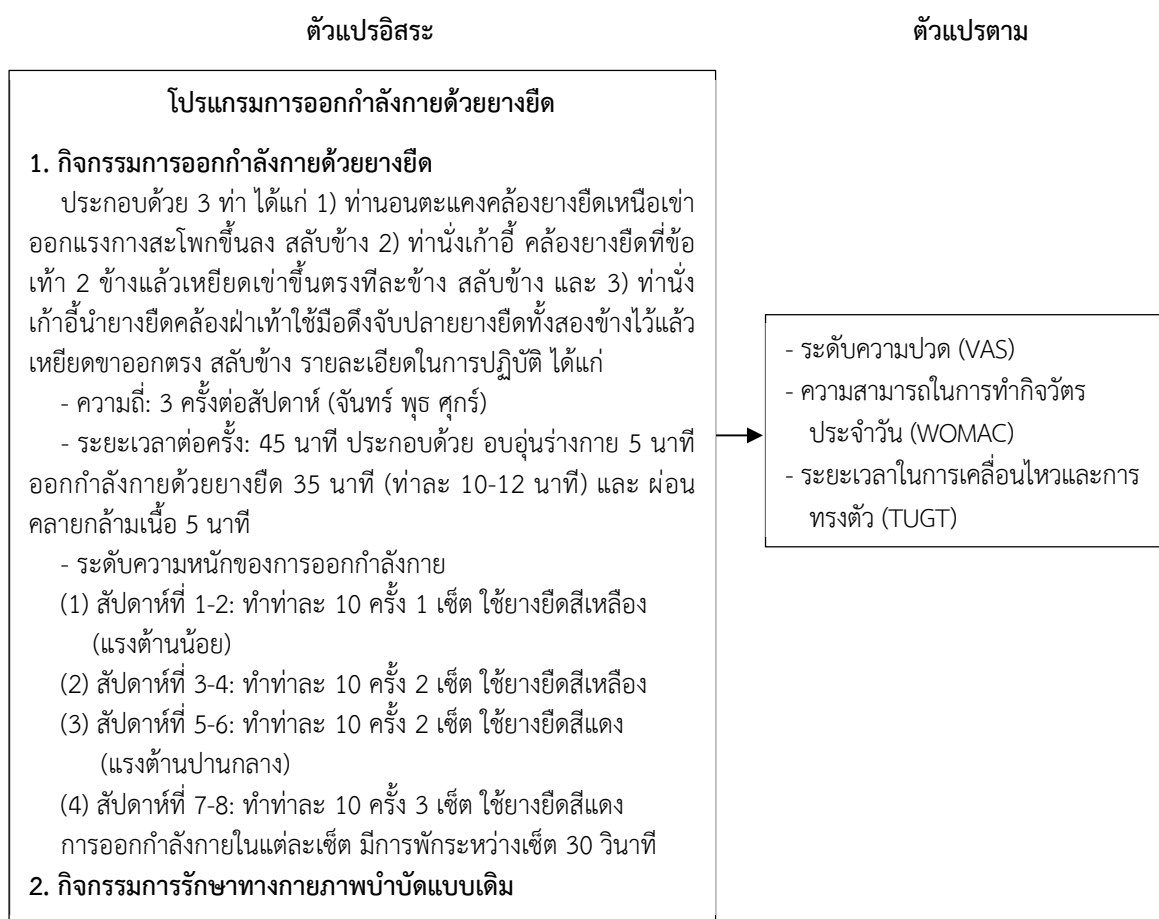 ตัวแปรอิสระ
ตัวแปรตาม
โปรแกรมการออกกำลังกายด้วยยางยืด
1. กิจกรรมการออกกำลังกายด้วยยางยืด
ประกอบด้วย 3 ท่า ได้แก่ 1) ท่านอนตะแคงคล้องยางยืดเหนือเข่า
ออกแรงกางสะโพกขึ้นลง สลับข้าง 2) ท่านั่งเก้าอี้ คล้องยางยืดที่ข้อ
เท้า 2 ข้างแล้วเหยียดเข่าขึ้นตรงทีละข้าง สลับข้าง และ 3) ท่านั่ง
เก้าอี้นำยางยืดคล้องฝ่าเท้าใช้มือดึงจับปลายยางยืดทั้งสองข้างไว้แล้ว
เหยียดขาออกตรง สลับข้าง รายละเอียดในการปฏิบัติ ได้แก่
- ความถี่: 3 ครั้งต่อสัปดาห์ (จันทร์ พุธ ศุกร์)
- ระยะเวลาต่อครั้ง: 45 นาที ประกอบด้วย อบอุ่นร่างกาย 5 นาที
ออกกำลังกายด้วยยางยืด 35 นาที (ท่าละ 10-12 นาที) และ ผ่อน
คลายกล้ามเนื้อ 5 นาที
- ระดับความหนักของการออกกำลังกาย
(1) สัปดาห์ที่ 1-2: ทำท่าละ 10 ครั้ง 1 เซ็ต ใช้ยางยืดสีเหลือง
(แรงต้านน้อย)
(2) สัปดาห์ที่ 3-4: ทำท่าละ 10 ครั้ง 2 เซ็ต ใช้ยางยืดสีเหลือง
(3) สัปดาห์ที่ 5-6: ทำท่าละ 10 ครั้ง 2 เซ็ต ใช้ยางยืดสีแดง
(แรงต้านปานกลาง)
(4) สัปดาห์ที่ 7-8: ทำท่าละ 10 ครั้ง 3 เซ็ต ใช้ยางยืดสีแดง
การออกกำลังกายในแต่ละเซ็ต มีการพักระหว่างเซ็ต 30 วินาที
2. กิจกรรมการรักษาทางกายภาพบำบัดแบบเดิม
- ระดับความปวด (VAS)
- ความสามารถในการทำกิจวัตร
ประจำวัน (WOMAC)
- ระยะเวลาในการเคลื่อนไหวและการ
ทรงตัว (TUGT)